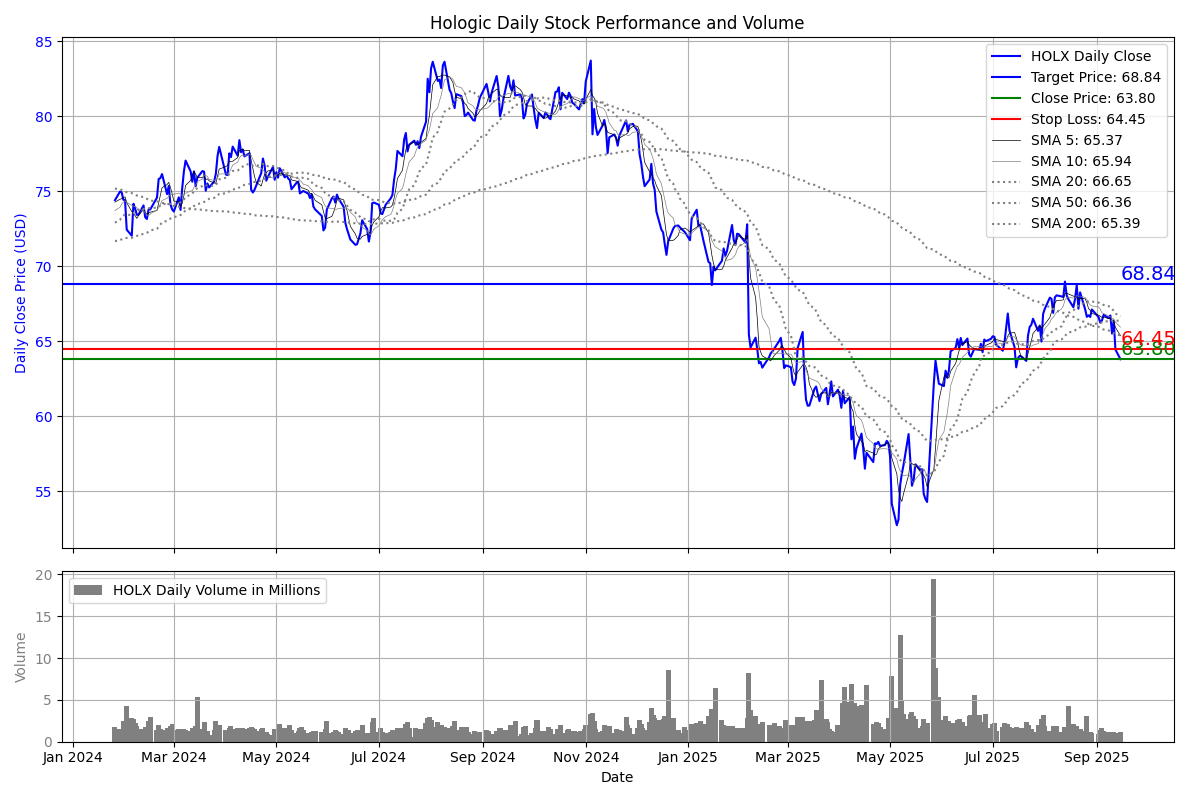 Hologic Daily Stock Performance and Volume
85
80
75
70
65
60
55
Daily Close Price (USD)
HOLX Daily Close
Target Price: 68.84
Close Price: 63.80
Stop Loss: 64.45
SMA 5: 65.37
SMA 10: 65.94
SMA 20: 66.65
SMA 50: 66.36
SMA 200: 65.39
68.84
64.45
63.80
20
15
10
5
0
Volume
HOLX Daily Volume in Millions
Jan 2024 Mar 2024 May 2024 Jul 2024 Sep 2024 Nov 2024 Jan 2025 Mar 2025 May 2025 Jul 2025 Sep 2025
Date